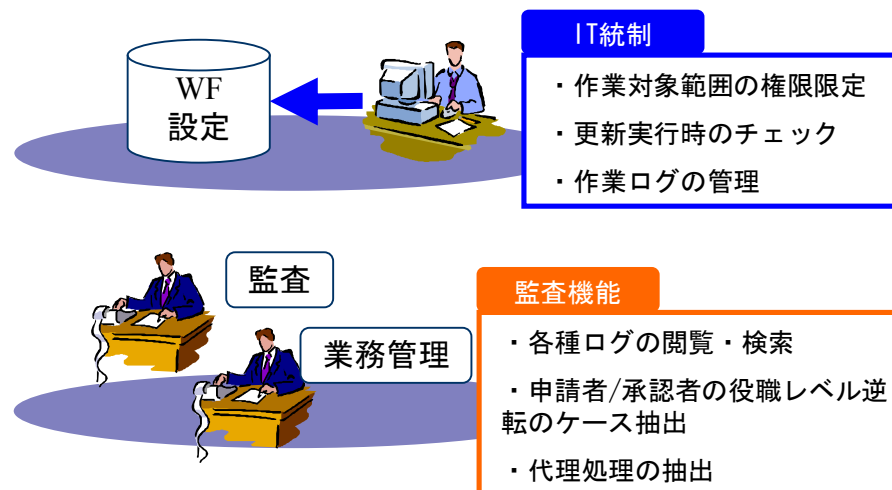 WF
設定
IT統制
・作業対象範囲の権限限定
・更新実行時のチェック
・作業ログの管理
監査
業務管理
監査機能
・各種ログの閲覧・検索
・申請者/承認者の役職レベル逆
転のケース抽出
・代理処理の抽出